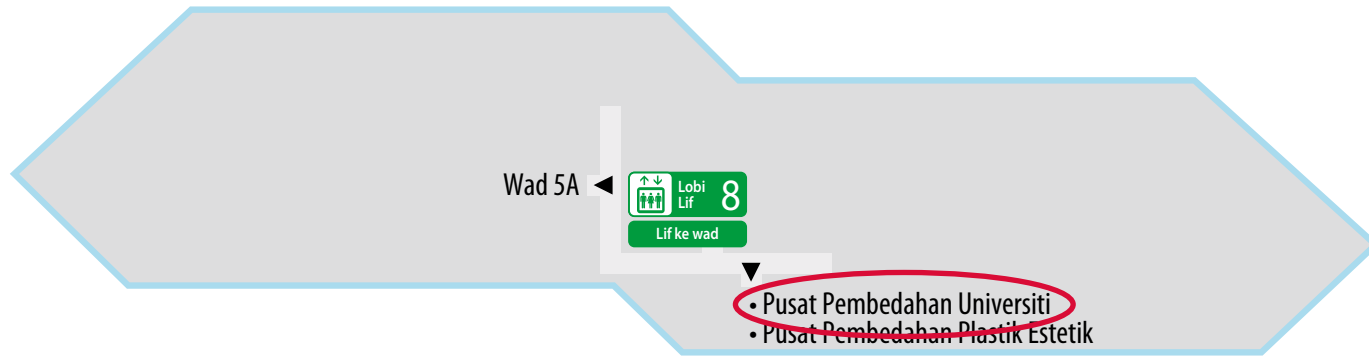 Wad 5A
Lobi
Lif
8
Lif ke wad
• Pusat Pembedahan Universiti
• Pusat Pembedahan Plastik Estetik